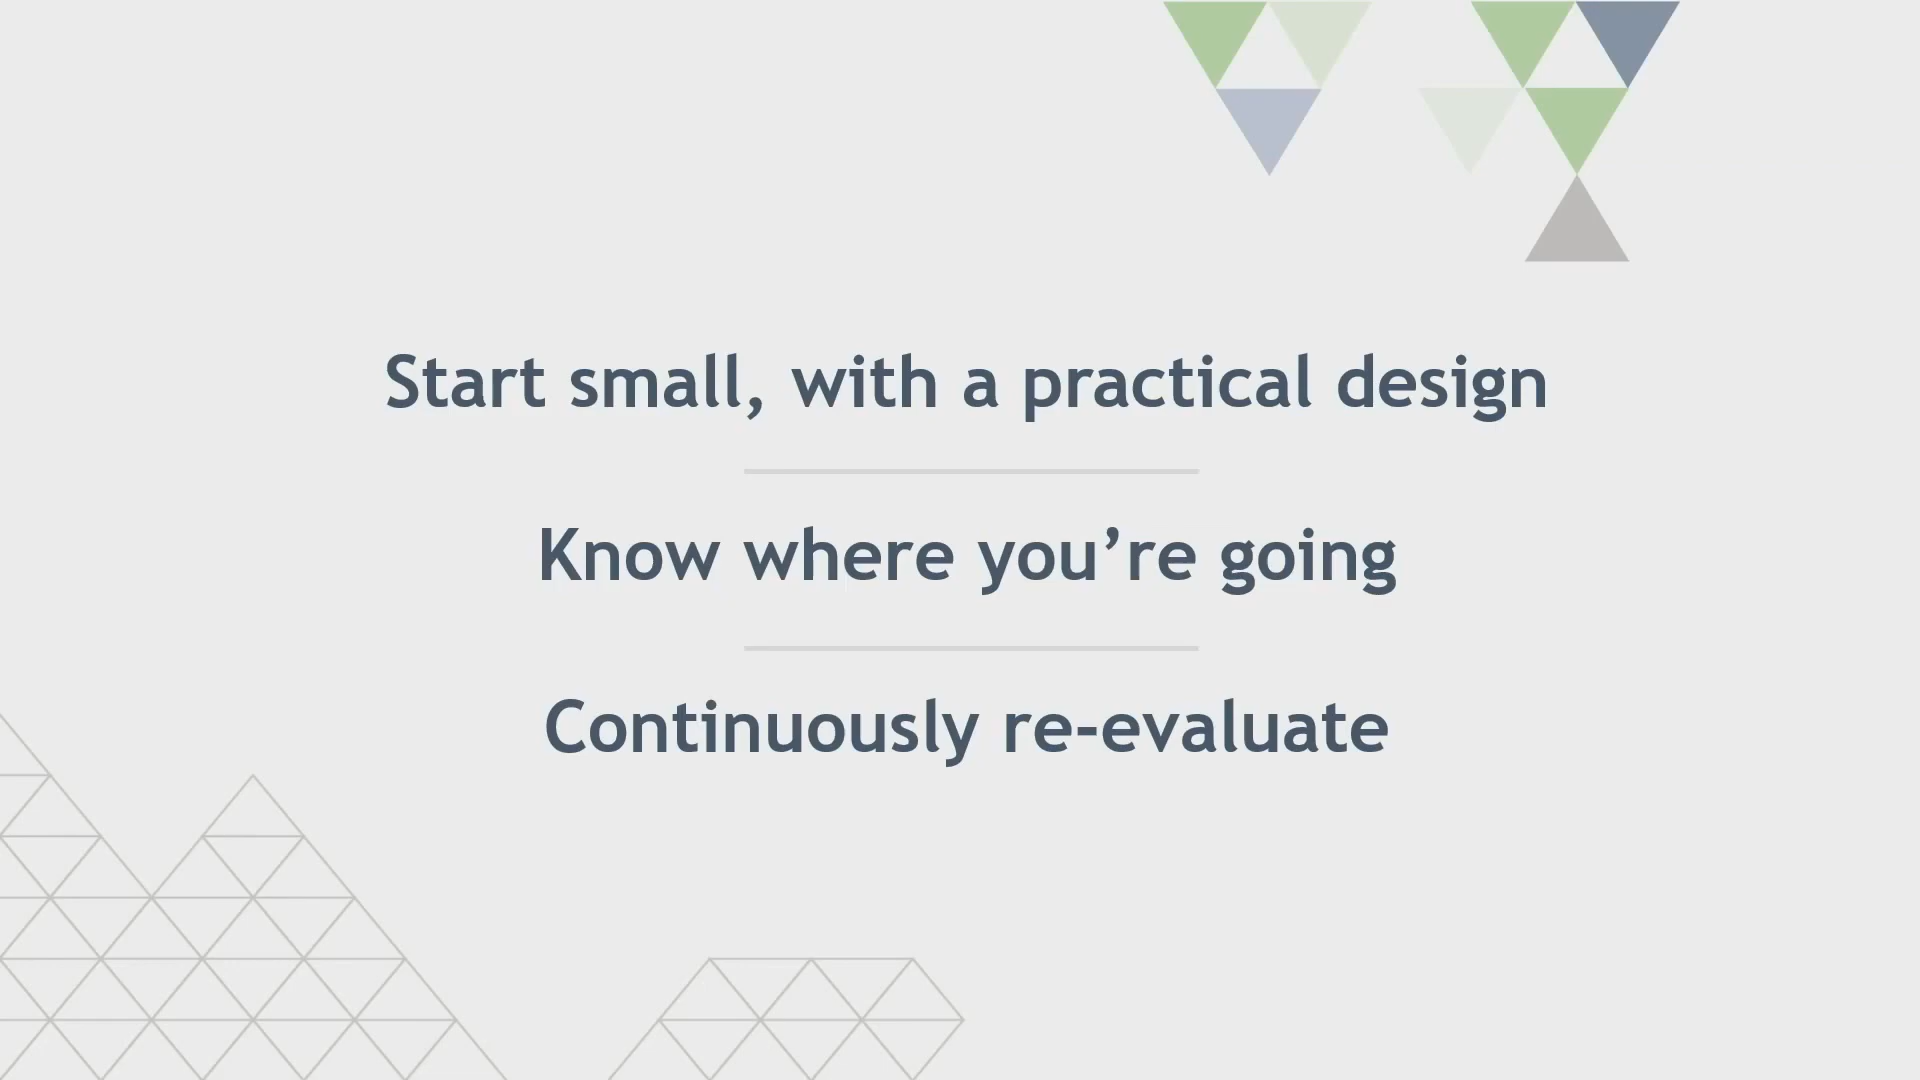 Start small, with a practical design
Know where you’re going
Continuously re-evaluate